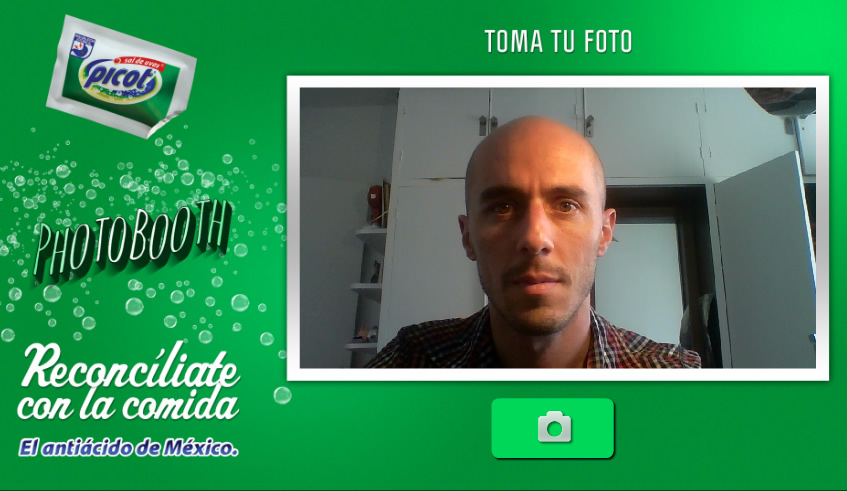 sal de uvas
picot
TOMA TU FOTO
PHOTOBOOTH
Reconcíliate
con la comida
El antiácido de México.